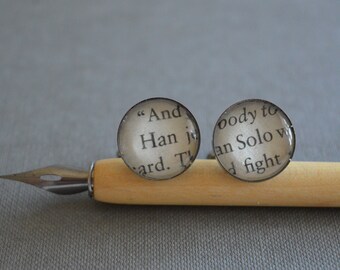 “And
Han
ard. T
ody to
an Solo w
d fight